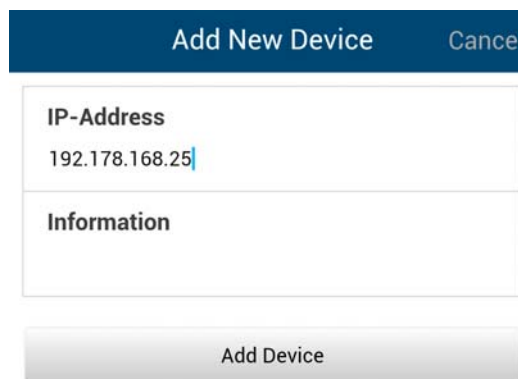 Add New Device Cance
IP-Address
192.178.168.25
Information
Add Device